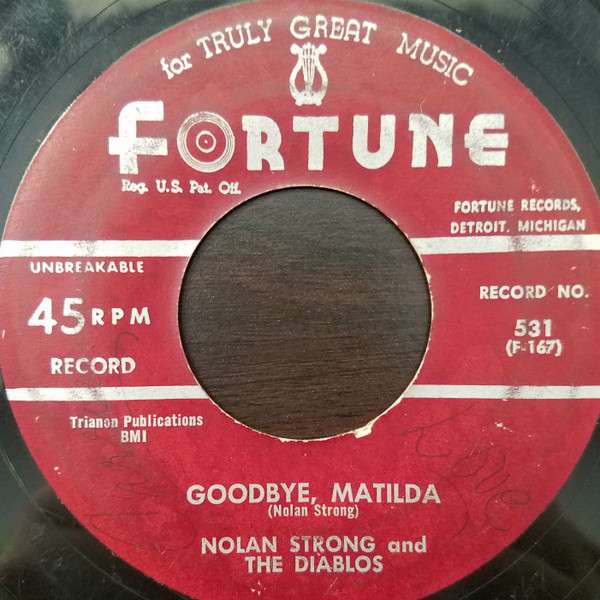 for TRULY GREAT MUSIC
FORTUNE
Reg. U.S. Pat. Off.
FORTUNE RECORDS,
DETROIT, MICHIGAN
UNBREAKABLE
45 RPM
RECORD
RECORD NO.
531
(F-167)
Trianon Publications
BMI
GOODBYE, MATILDA
(Nolan Strong)
NOLAN STRONG and
THE DIABLOS